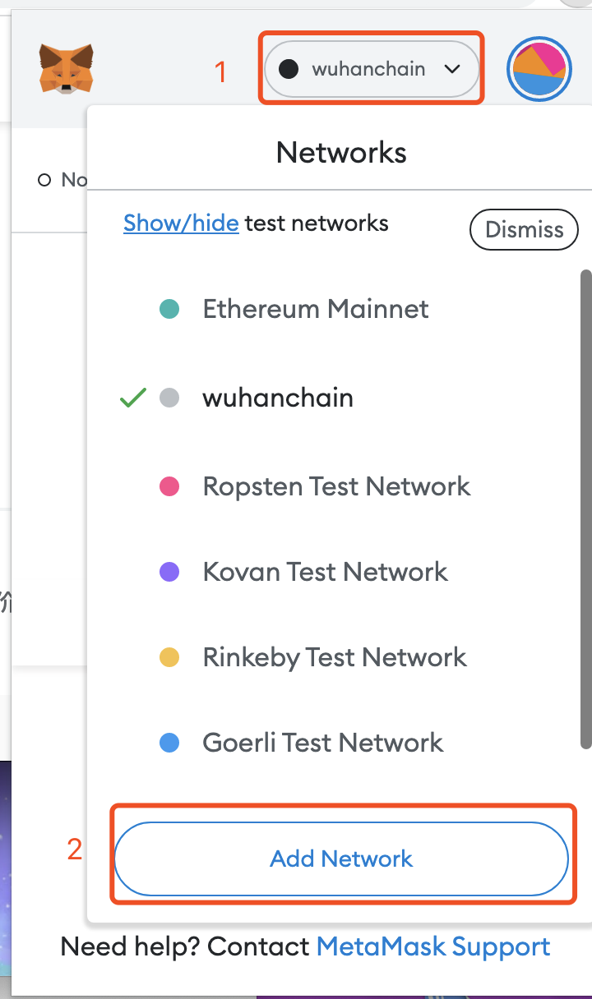 1
wuhanchain
Networks
No
Show/hide test networks
Dismiss
Ethereum Mainnet
wuhanchain
Ropsten Test Network
Kovan Test Network
Rinkeby Test Network
Goerli Test Network
2
Add Network
Need help? Contact MetaMask Support